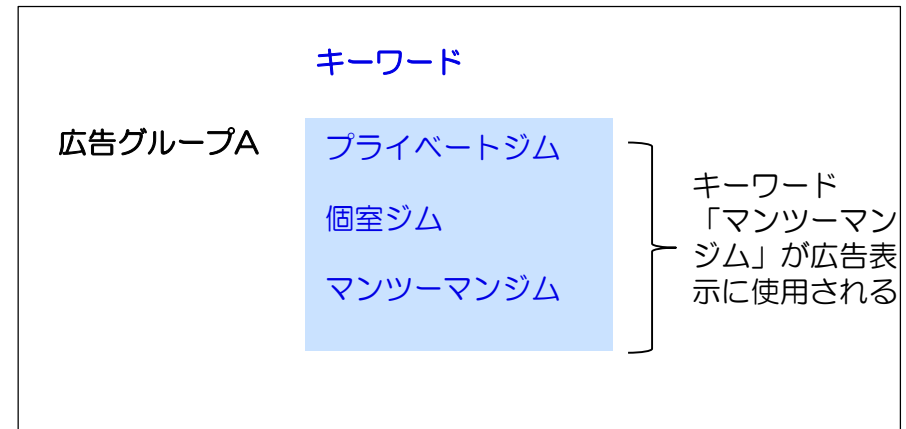 キーワード
広告グループA
プライベートジム
個室ジム
マンツーマンジム
キーワード
「マンツーマン
ジム」が広告表
示に使用される